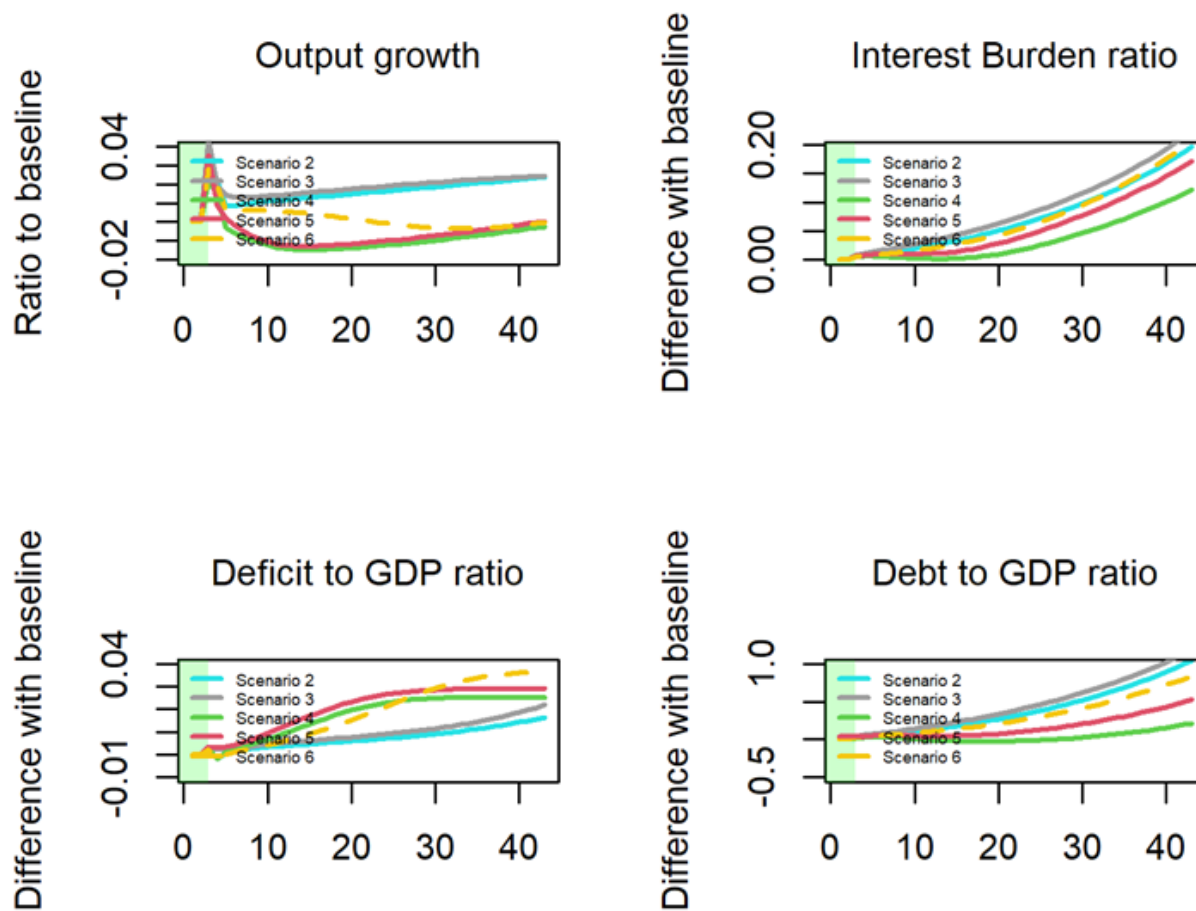 Output growth
Ratio to baseline
0.04
-0.02
Scenario 2
Scenario 3
Scenario 4
Scenario 5
Scenario 6
0 10 20 30 40
Interest Burden ratio
Difference with baseline
0.20
0.00
Scenario 2
Scenario 3
Scenario 4
Scenario 5
Scenario 6
0 10 20 30 40
Deficit to GDP ratio
Difference with baseline
0.04
-0.01
Scenario 2
Scenario 3
Scenario 4
Scenario 5
Scenario 6
0 10 20 30 40
Debt to GDP ratio
Difference with baseline
1.0
-0.5
Scenario 2
Scenario 3
Scenario 4
Scenario 5
Scenario 6
0 10 20 30 40